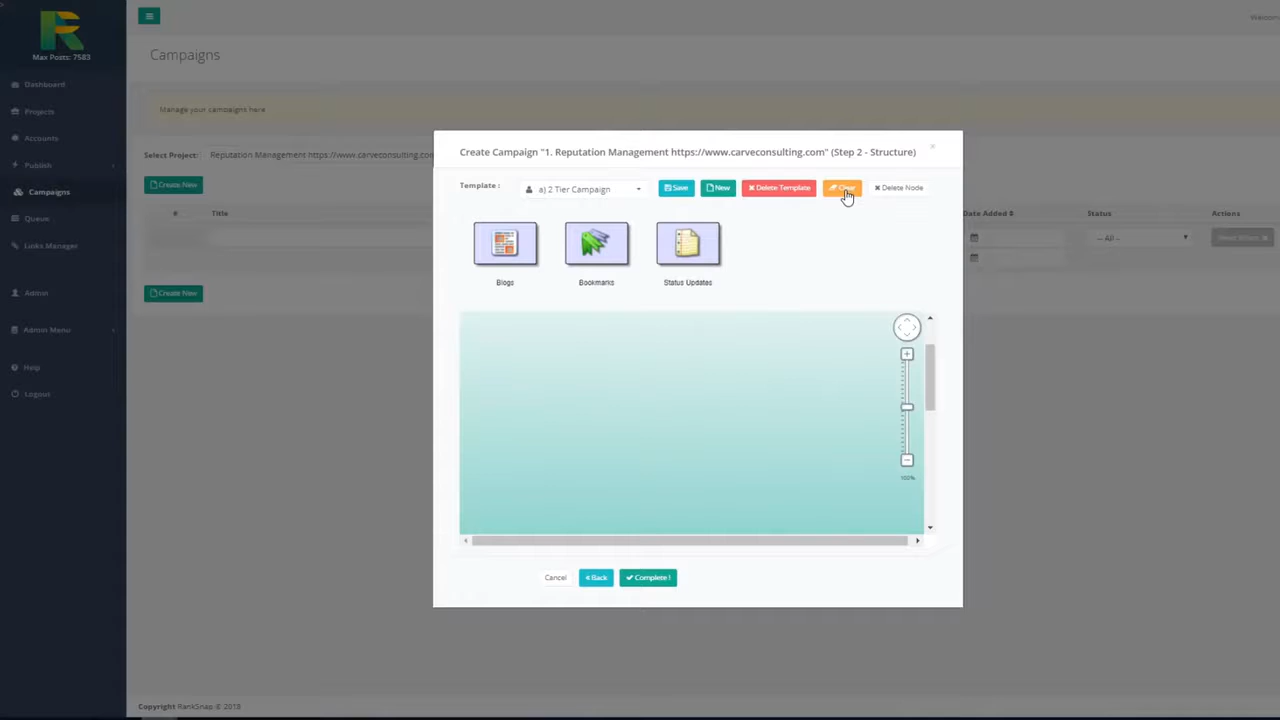 Max Posts: 7583
Dashboard
Projects
Accounts
Publish
Campaigns
Queue
Links Manager
Admin
Admin Menu
Help
Logout
Welcom
Campaigns
Manage your campaigns here
Select Project: Reputation Management https://www.carveconsulting.co
Create New
# Title
Date Added Status Actions
-- All --
Create New
Create Campaign "1. Reputation Management https://www.carveconsulting.com" (Step 2 - Structure)
Template : a) 2 Tier Campaign Save New Delete Template Clear Delete Node
Blogs Bookmarks Status Updates
100%
Cancel Back Complete !
Copyright RankSnap © 2018